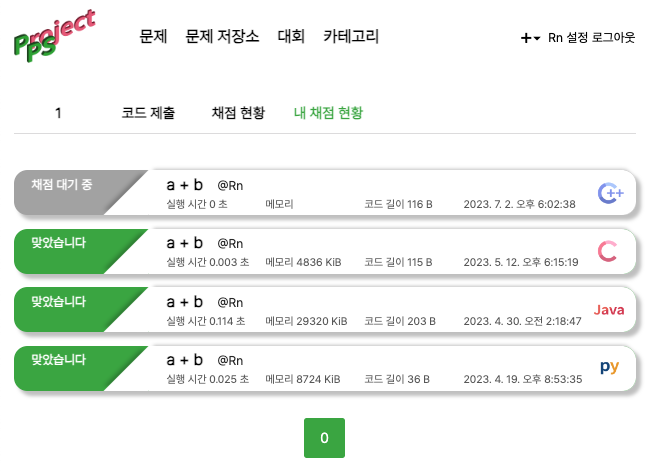 Project
PPS
문제 문제 저장소 대회 카테고리
+ Rn 설정 로그아웃
1 코드 제출 채점 현황 내 채점 현황
채점 대기 중
a + b @Rn
실행 시간 0 초 메모리 코드 길이 116 B 2023. 7. 2. 오후 6:02:38
C++
맞았습니다
a + b @Rn
실행 시간 0.003 초 메모리 4836 KiB 코드 길이 115 B 2023. 5. 12. 오후 6:15:19
C
맞았습니다
a + b @Rn
실행 시간 0.114 초 메모리 29320 KiB 코드 길이 203 B 2023. 4. 30. 오전 2:18:47
Java
맞았습니다
a + b @Rn
실행 시간 0.025 초 메모리 8724 KiB 코드 길이 36 B 2023. 4. 19. 오후 8:53:35
py
0